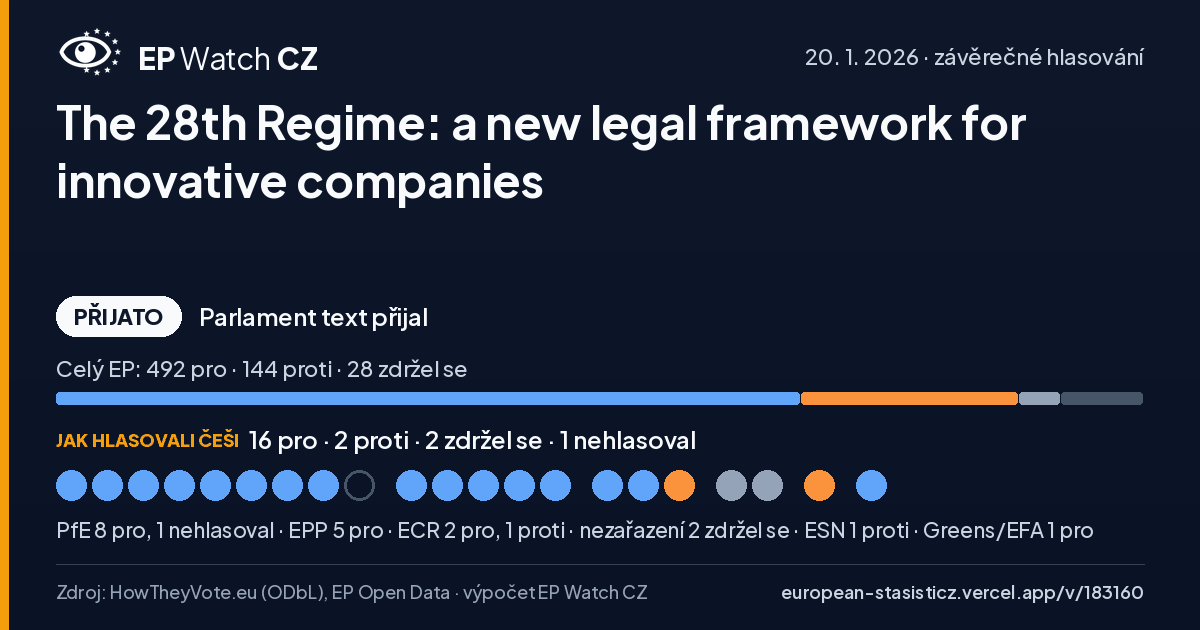 EP Watch CZ
20. 1. 2026 · závěrečné hlasování
The 28th Regime: a new legal framework for
innovative companies
PŘIJATO Parlament text přijal
Celý EP: 492 pro · 144 proti · 28 zdržel se
JAK HLASOVALI ČEŠI 16 pro · 2 proti · 2 zdržel se · 1 nehlasoval
PfE 8 pro, 1 nehlasoval · EPP 5 pro · ECR 2 pro, 1 proti · nezařazení 2 zdržel se · ESN 1 proti · Greens/EFA 1 pro
Zdroj: HowTheyVote.eu (ODbL), EP Open Data · výpočet EP Watch CZ
european-stasisticz.vercel.app/v/183160